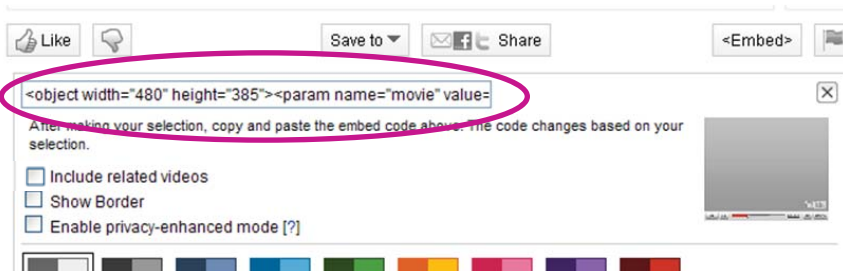 Like Save to Share <Embed>
<object width="480" height="385"><param name="movie" value=
After making your selection, copy and paste the embed code above. The code changes based on your
selection.
Include related videos
Show Border
Enable privacy-enhanced mode [?]